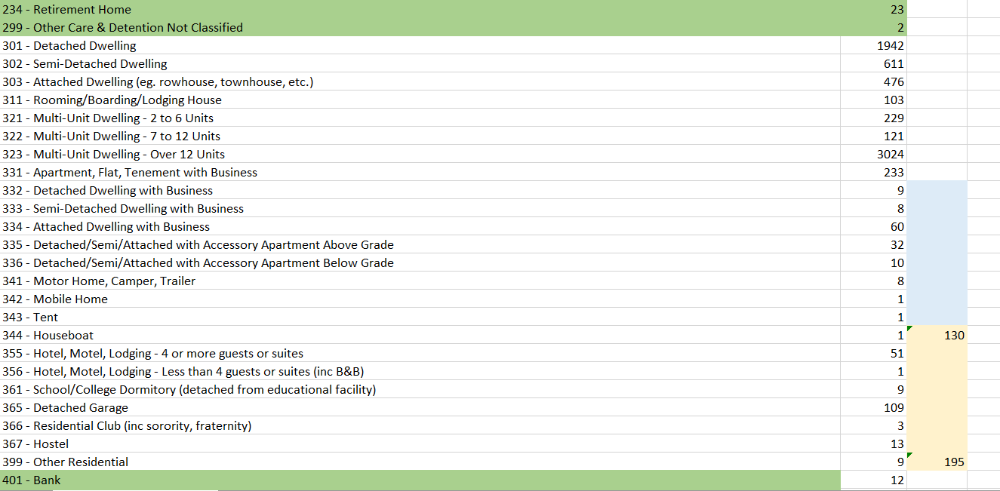 234 - Retirement Home 23
299 - Other Care & Detention Not Classified 2
301 - Detached Dwelling 1942
302 - Semi-Detached Dwelling 611
303 - Attached Dwelling (eg. rowhouse, townhouse, etc.) 476
311 - Rooming/Boarding/Lodging House 103
321 - Multi-Unit Dwelling - 2 to 6 Units 229
322 - Multi-Unit Dwelling - 7 to 12 Units 121
323 - Multi-Unit Dwelling - Over 12 Units 3024
331 - Apartment, Flat, Tenement with Business 233
332 - Detached Dwelling with Business 9
333 - Semi-Detached Dwelling with Business 8
334 - Attached Dwelling with Business 60
335 - Detached/Semi/Attached with Accessory Apartment Above Grade 32
336 - Detached/Semi/Attached with Accessory Apartment Below Grade 10
341 - Motor Home, Camper, Trailer 8
342 - Mobile Home 1
343 - Tent 1
344 - Houseboat 1 130
355 - Hotel, Motel, Lodging - 4 or more guests or suites 51
356 - Hotel, Motel, Lodging - Less than 4 guests or suites (inc B&B) 1
361 - School/College Dormitory (detached from educational facility) 9
365 - Detached Garage 109
366 - Residential Club (inc sorority, fraternity) 3
367 - Hostel 13
399 - Other Residential 9 195
401 - Bank 12